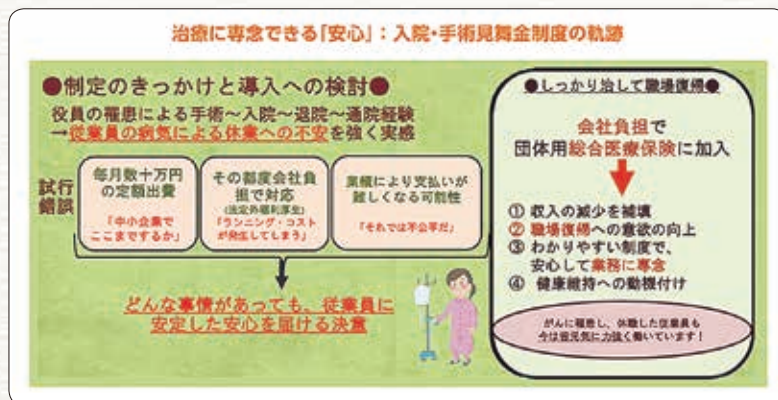 治療に専念できる「安心」：入院・手術見舞金制度の軌跡
●制定のきっかけと導入への検討●
役員の罹患による手術～入院～退院～通院経験
→従業員の病気による休業への不安を強く実感
試行
錯誤
毎月数十万円
の定額出費
「中小企業で
ここまでするか」
その都度会社負
担で対応
(法定外福利厚生)
「ランニング・コスト
が発生してしまう」
業績により支払いが
難しくなる可能性
「それでは不公平だ」
どんな事情があっても、従業員に
安定した安心を届ける決意
●しっかり治して職場復帰●
会社負担で
団体用総合医療保険に加入
① 収入の減少を補填
② 職場復帰への意欲の向上
③ わかりやすい制度で、
安心して業務に専念
④ 健康維持への動機付け
がんに罹患し、休職した従業員も
今は皆元気に力強く働いています！